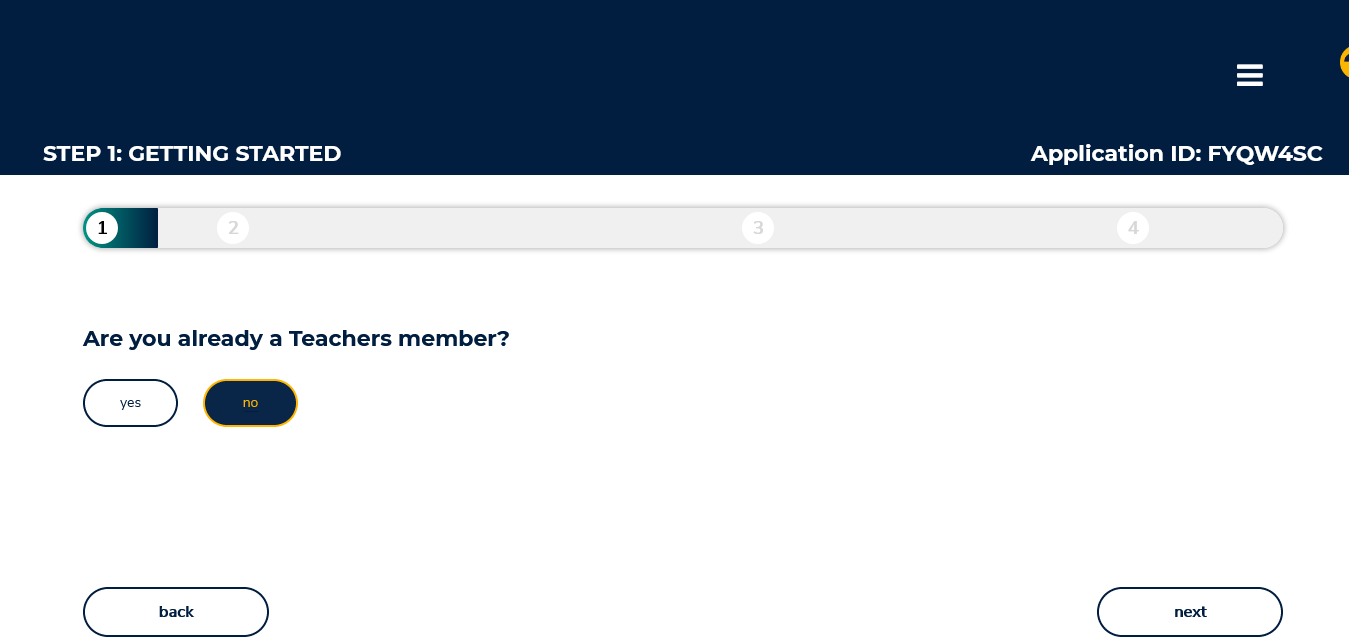 STEP 1: GETTING STARTED
Application ID: FYQW4SC
1 2 3 4
Are you already a Teachers member?
yes no
back next